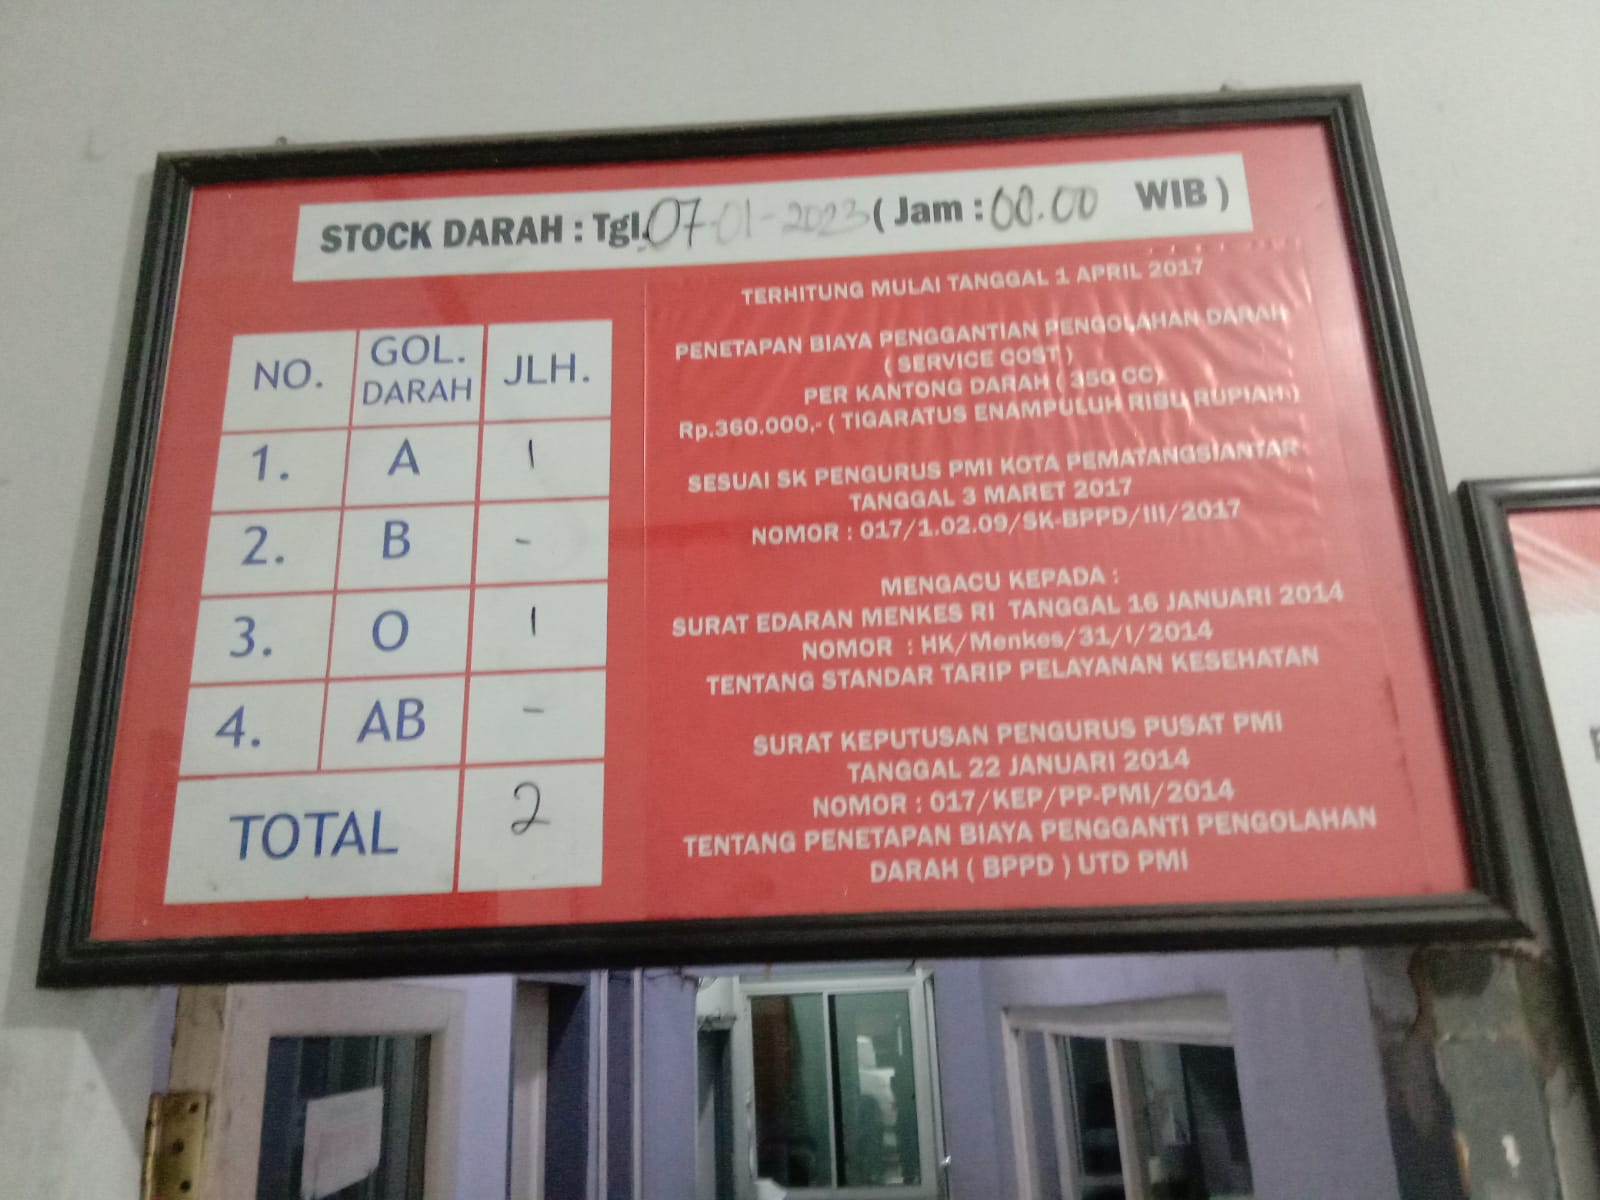 STOCK DARAH : Tgl. 07-01-2023 ( Jam : 00.00 WIB )
NO. GOL. DARAH JLH.
1. A 1
2. B -
3. O 1
4. AB -
TOTAL 2
TERHITUNG MULAI TANGGAL 1 APRIL 2017
PENETAPAN BIAYA PENGGANTIAN PENGOLAHAN DARAH
( SERVICE COST )
PER KANTONG DARAH ( 350 CC)
Rp.360.000,- ( TIGARATUS ENAMPULUH RIBU RUPIAH.)
SESUAI SK PENGURUS PMI KOTA PEMATANGSIANTAR
TANGGAL 3 MARET 2017
NOMOR : 017/1.02.09/SK-BPPD/III/2017
MENGACU KEPADA :
SURAT EDARAN MENKES RI TANGGAL 16 JANUARI 2014
NOMOR : HK/Menkes/31/I/2014
TENTANG STANDAR TARIP PELAYANAN KESEHATAN
SURAT KEPUTUSAN PENGURUS PUSAT PMI
TANGGAL 22 JANUARI 2014
NOMOR : 017/KEP/PP-PMI/2014
TENTANG PENETAPAN BIAYA PENGGANTI PENGOLAHAN
DARAH ( BPPD ) UTD PMI